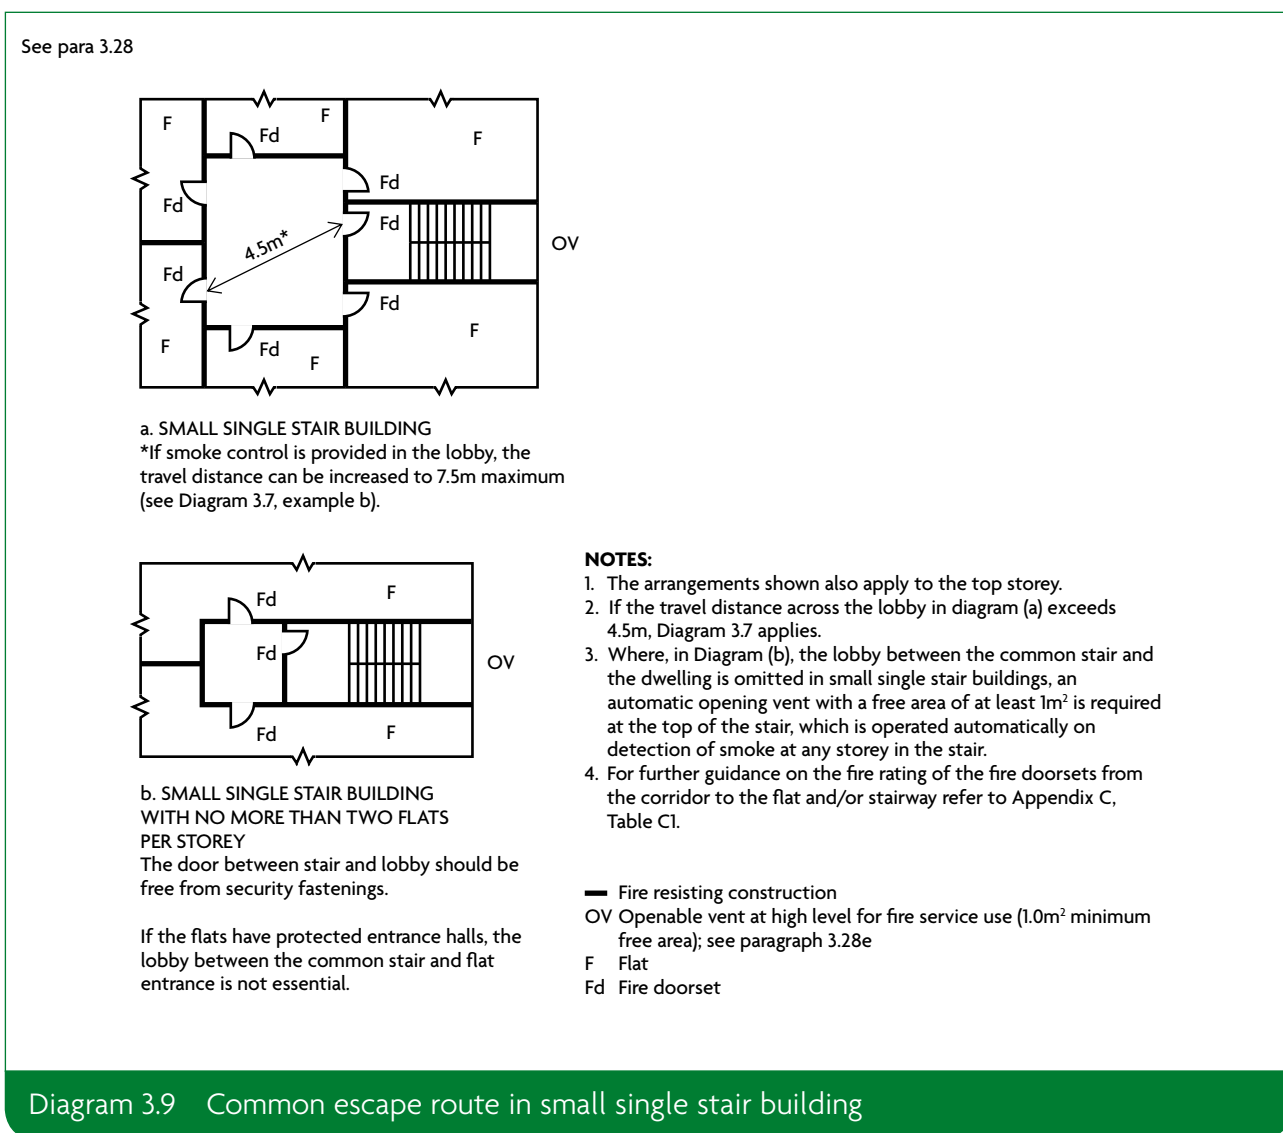 See para 3.28
F
Fd
F
F
Fd
Fd
Fd
4.5m*
OV
Fd
Fd
F
F
Fd
F
a. SMALL SINGLE STAIR BUILDING
*If smoke control is provided in the lobby, the
travel distance can be increased to 7.5m maximum
(see Diagram 3.7, example b).
Fd
F
Fd
OV
Fd
F
b. SMALL SINGLE STAIR BUILDING
WITH NO MORE THAN TWO FLATS
PER STOREY
The door between stair and lobby should be
free from security fastenings.
If the flats have protected entrance halls, the
lobby between the common stair and flat
entrance is not essential.
NOTES:
1. The arrangements shown also apply to the top storey.
2. If the travel distance across the lobby in diagram (a) exceeds
4.5m, Diagram 3.7 applies.
3. Where, in Diagram (b), the lobby between the common stair and
the dwelling is omitted in small single stair buildings, an
automatic opening vent with a free area of at least 1m² is required
at the top of the stair, which is operated automatically on
detection of smoke at any storey in the stair.
4. For further guidance on the fire rating of the fire doorsets from
the corridor to the flat and/or stairway refer to Appendix C,
Table C1.
Fire resisting construction
OV Openable vent at high level for fire service use (1.0m² minimum
free area); see paragraph 3.28e
F Flat
Fd Fire doorset
Diagram 3.9 Common escape route in small single stair building